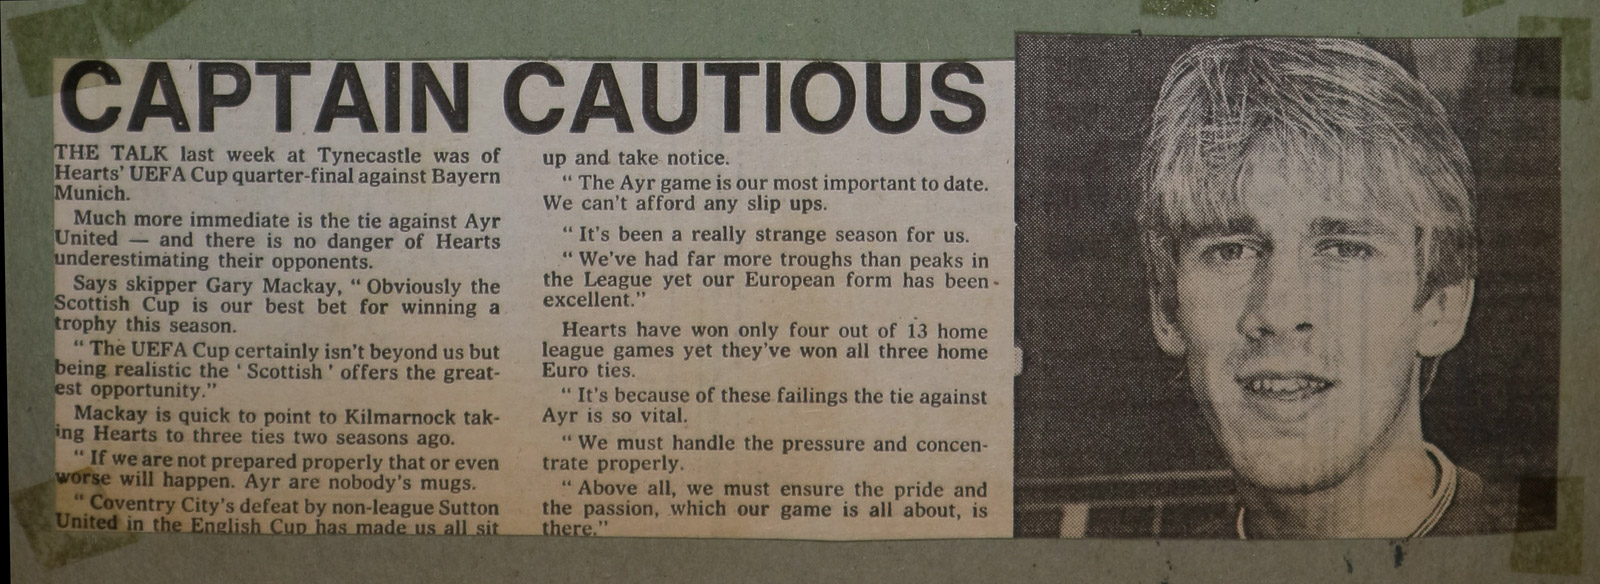 CAPTAIN CAUTIOUS
THE TALK last week at Tynecastle was of
Hearts' UEFA Cup quarter-final against Bayern
Munich.
Much more immediate is the tie against Ayr
United — and there is no danger of Hearts
underestimating their opponents.
Says skipper Gary Mackay, " Obviously the
Scottish Cup is our best bet for winning a
trophy this season.
" The UEFA Cup certainly isn't beyond us but
being realistic the ' Scottish ' offers the great-
est opportunity."
Mackay is quick to point to Kilmarnock tak-
ing Hearts to three ties two seasons ago.
" If we are not prepared properly that or even
worse will happen. Ayr are nobody's mugs.
" Coventry City's defeat by non-league Sutton
United in the English Cup has made us all sit
up and take notice.
" The Ayr game is our most important to date.
We can't afford any slip ups.
" It's been a really strange season for us.
" We've had far more troughs than peaks in
the League yet our European form has been
excellent."
Hearts have won only four out of 13 home
league games yet they've won all three home
Euro ties.
" It's because of these failings the tie against
Ayr is so vital.
" We must handle the pressure and concen-
trate properly.
" Above all, we must ensure the pride and
the passion, which our game is all about, is
there."